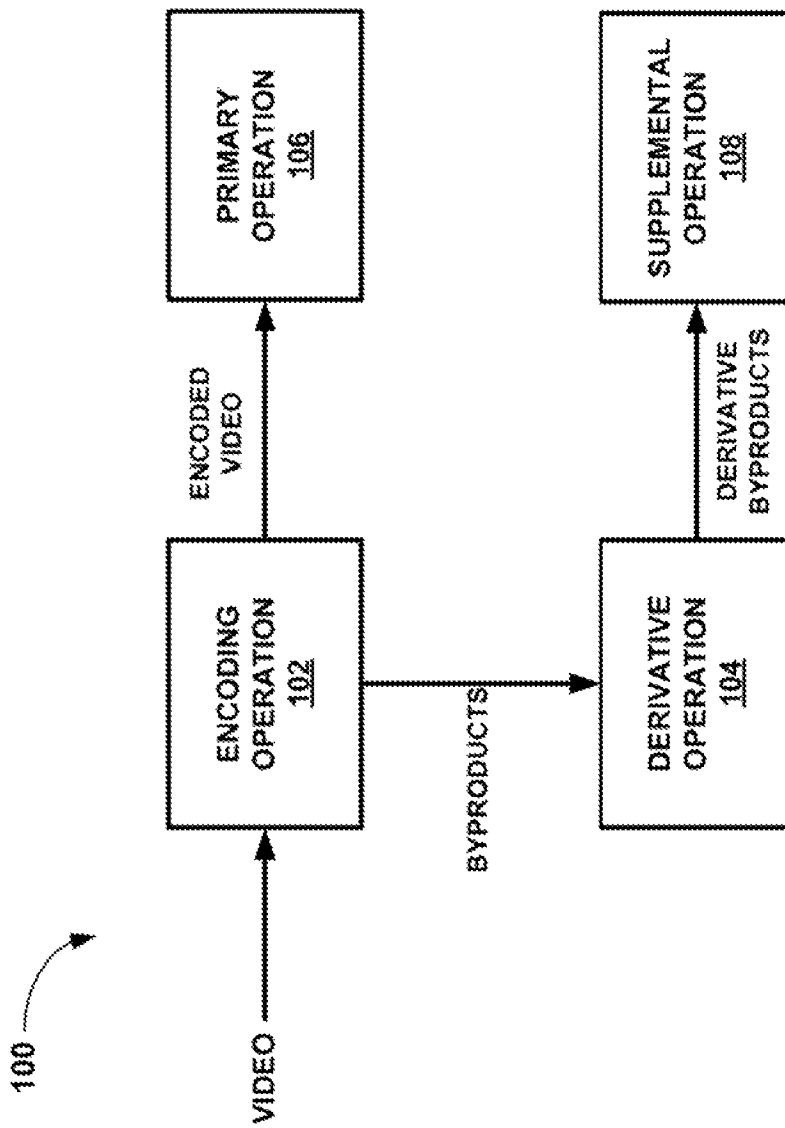 100
VIDEO
ENCODING
OPERATION
102
ENCODED
VIDEO
PRIMARY
OPERATION
106
BYPRODUCTS
DERIVATIVE
OPERATION
104
DERIVATIVE
BYPRODUCTS
SUPPLEMENTAL
OPERATION
108